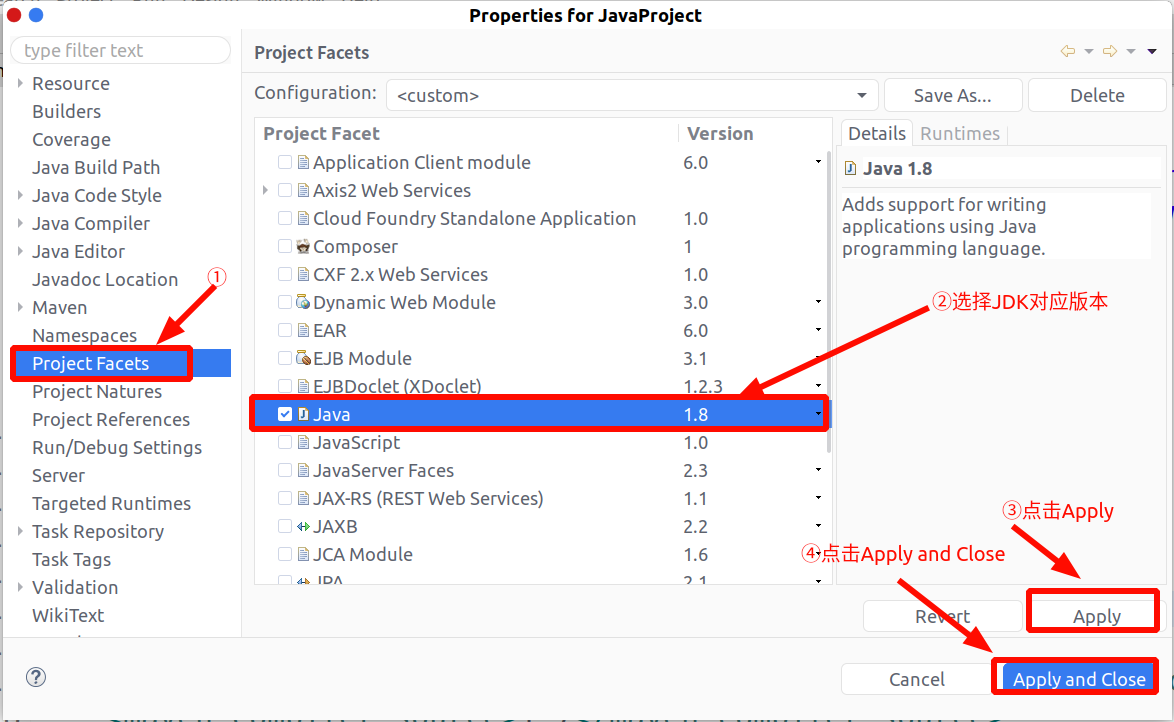 Properties for JavaProject
type filter text
Resource
Builders
Coverage
Java Build Path
Java Code Style
Java Compiler
Java Editor
Javadoc Location
Maven
Namespaces
Project Facets
Project Natures
Project References
Run/Debug Settings
Server
Targeted Runtimes
Task Repository
Task Tags
Validation
WikiText
①
Project Facets
Configuration: <custom> Save As... Delete
Project Facet Version
Application Client module 6.0
Axis2 Web Services
Cloud Foundry Standalone Application 1.0
Composer 1
CXF 2.x Web Services 1.0
Dynamic Web Module 3.0
EAR 6.0
EJB Module 3.1
EJBDoclet (XDoclet) 1.2.3
Java 1.8
JavaScript 1.0
JavaServer Faces 2.3
JAX-RS (REST Web Services) 1.1
JAXB 2.2
JCA Module 1.6
JPA 2.1
Details Runtimes
Java 1.8
Adds support for writing
applications using Java
programming language.
②选择JDK对应版本
③点击Apply
④点击Apply and Close
Revert Apply
Cancel Apply and Close